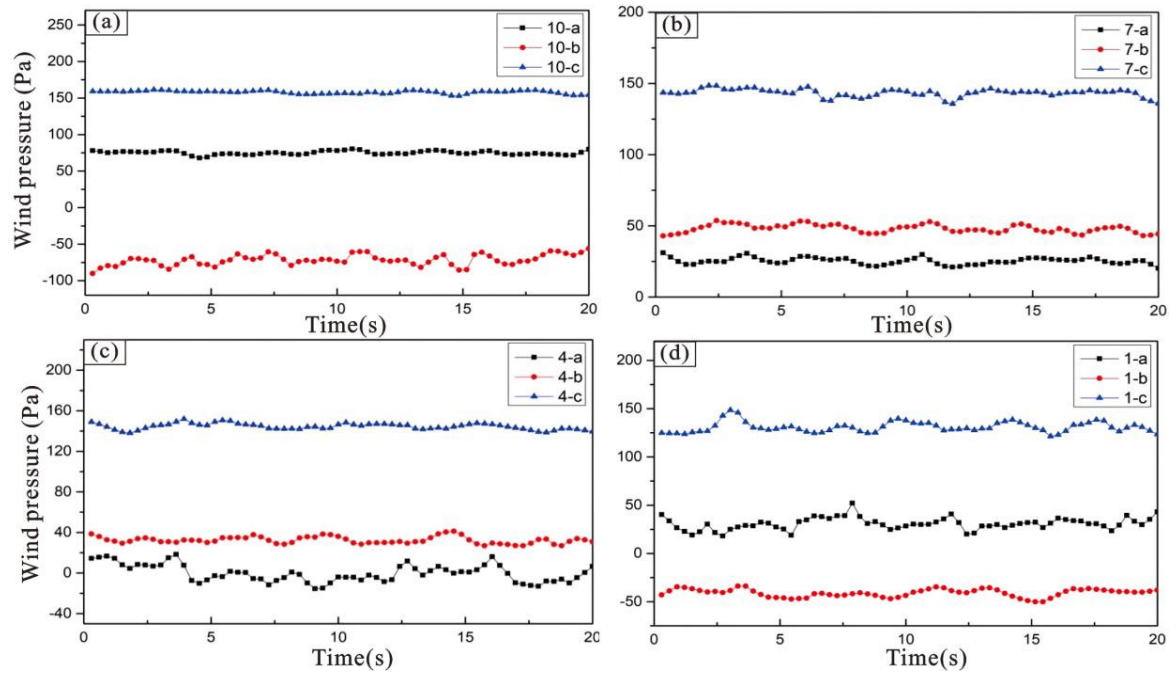 (a)
10-a
10-b
10-c
250
200
150
100
50
0
-50
-100
Wind pressure (Pa)
0 5 10 15 20
Time(s)
(b)
7-a
7-b
7-c
200
150
100
50
0
0 5 10 15 20
Time(s)
(c)
4-a
4-b
4-c
200
160
120
80
40
0
-40
Wind pressure (Pa)
0 5 10 15 20
Time(s)
(d)
1-a
1-b
1-c
200
150
100
50
0
-50
0 5 10 15 20
Time(s)